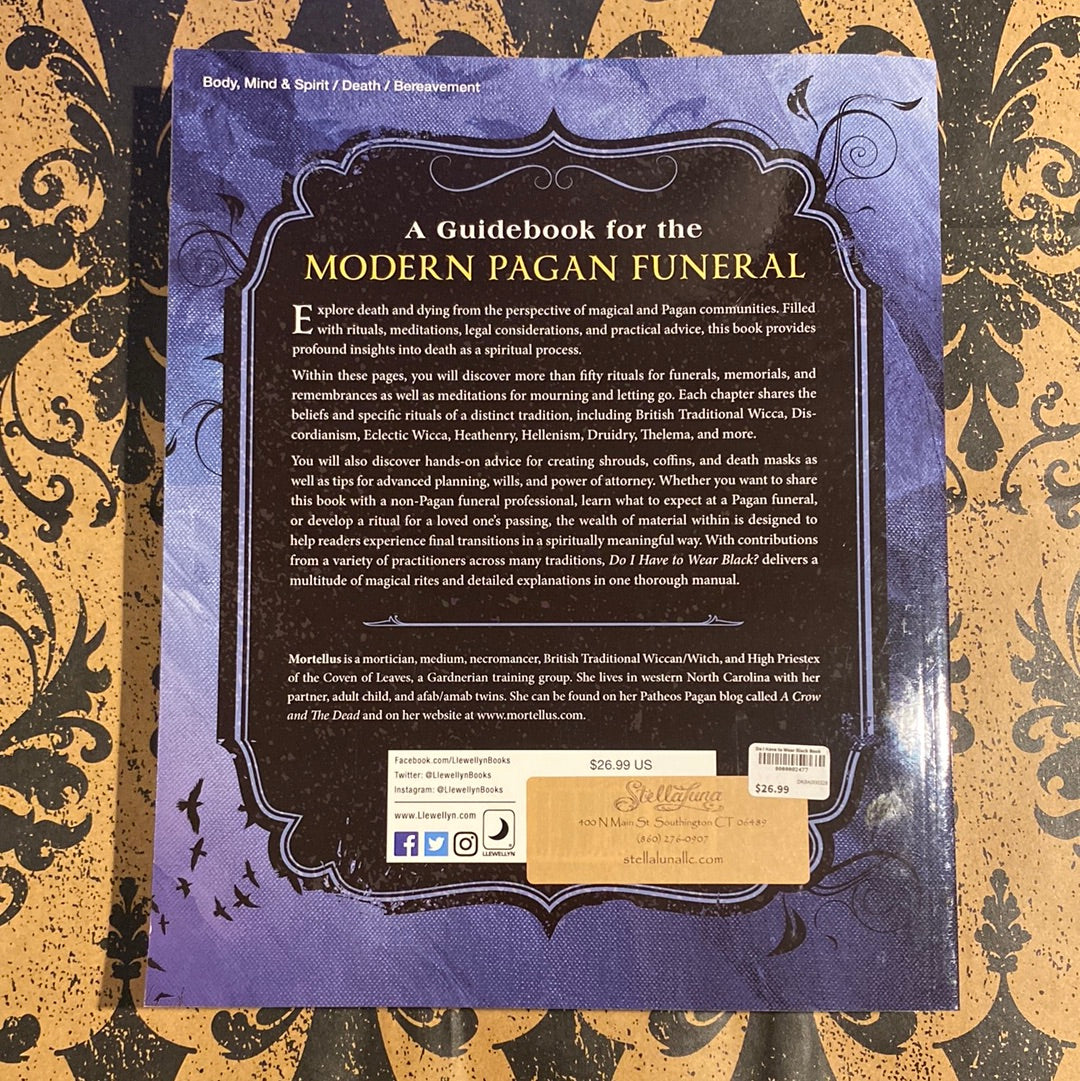 Body, Mind & Spirit / Death / Bereavement
A Guidebook for the
MODERN PAGAN FUNERAL
Explore death and dying from the perspective of magical and Pagan communities. Filled
with rituals, meditations, legal considerations, and practical advice, this book provides
profound insights into death as a spiritual process.
Within these pages, you will discover more than fifty rituals for funerals, memorials, and
remembrances as well as meditations for mourning and letting go. Each chapter shares the
beliefs and specific rituals of a distinct tradition, including British Traditional Wicca, Dis-
cordianism, Eclectic Wicca, Heathenry, Hellenism, Druidry, Thelema, and more.
You will also discover hands-on advice for creating shrouds, coffins, and death masks as
well as tips for advanced planning, wills, and power of attorney. Whether you want to share
this book with a non-Pagan funeral professional, learn what to expect at a Pagan funeral,
or develop a ritual for a loved one's passing, the wealth of material within is designed to
help readers experience final transitions in a spiritually meaningful way. With contributions
from a variety of practitioners across many traditions, Do I Have to Wear Black? delivers a
multitude of magical rites and detailed explanations in one thorough manual.
Mortellus is a mortician, medium, necromancer, British Traditional Wiccan/Witch, and High Priestex
of the Coven of Leaves, a Gardnerian training group. She lives in western North Carolina with her
partner, adult child, and afab/amab twins. She can be found on her Patheos Pagan blog called A Crow
and The Dead and on her website at www.mortellus.com.
Facebook.com/LlewellynBooks
Twitter: @LlewellynBooks
Instagram: @LlewellynBooks
www.Llewellyn.com
LLEWELLYN
$26.99 US
Do I Have to Wear Black Book
$26.99
StellaLuna
400 N Main St Southington CT 06489
(860) 276-0907
stellalunallc.com